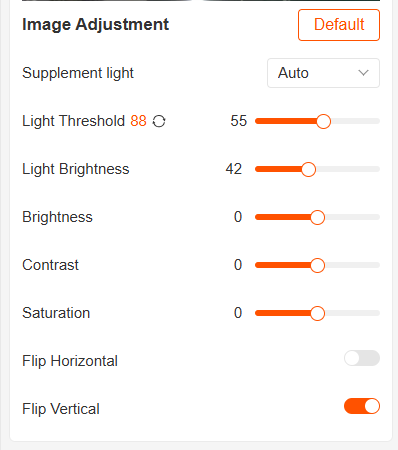 Image Adjustment Default
Supplement light Auto
Light Threshold 88 55
Light Brightness 42
Brightness 0
Contrast 0
Saturation 0
Flip Horizontal
Flip Vertical